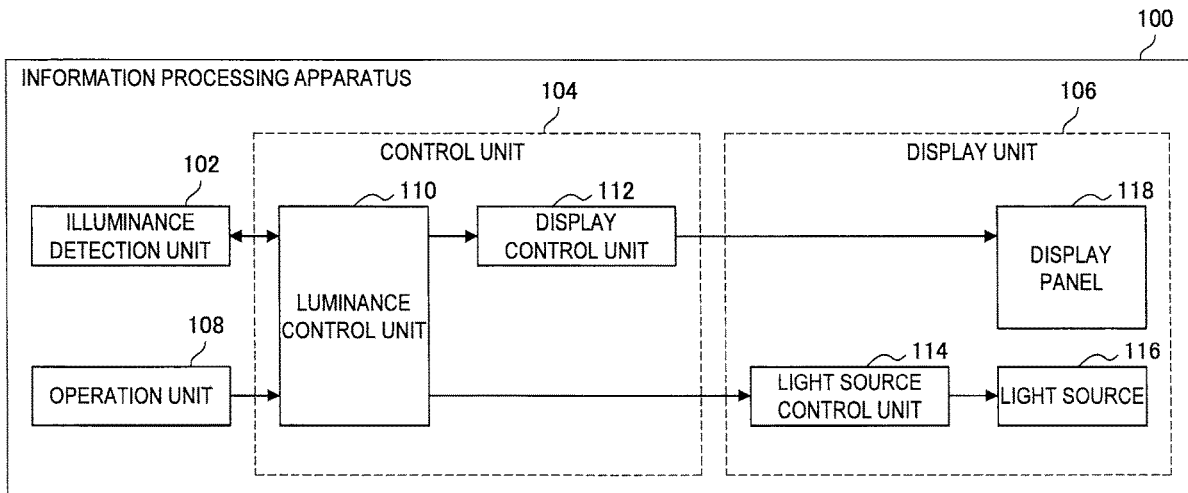 100
INFORMATION PROCESSING APPARATUS
104
106
CONTROL UNIT
DISPLAY UNIT
102
110
112
118
ILLUMINANCE
DETECTION UNIT
DISPLAY
CONTROL UNIT
DISPLAY
PANEL
LUMINANCE
CONTROL UNIT
108
114
116
OPERATION UNIT
LIGHT SOURCE
CONTROL UNIT
LIGHT SOURCE